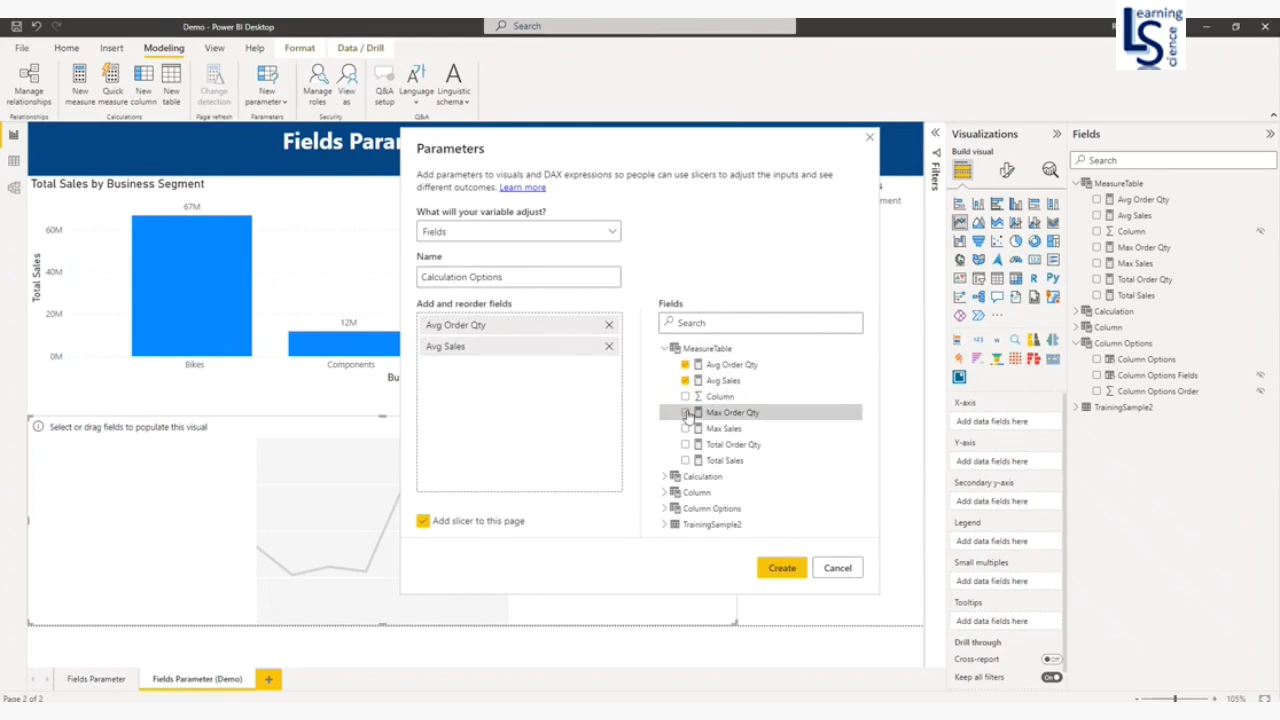 Demo - Power BI Desktop
Search
Learning
Science
File
Home
Insert
Modeling
View
Help
Format
Data / Drill
Manage
relationships
New
measure
Quick
measure
New
column
New
table
Change
detection
New
parameter
Manage
roles
View
as
Q&A
setup
Language
Linguistic
schema
Relationships
Calculations
Page refresh
Parameters
Security
Q&A
Fields Para
Total Sales by Business Segment
67M
12M
60M
40M
20M
0M
Total Sales
Bikes
Components
Bu
s
ment
Select or drag fields to populate this visual
Parameters
Add parameters to visuals and DAX expressions so people can use slicers to adjust the inputs and see
different outcomes. Learn more
What will your variable adjust?
Fields
Name
Calculation Options
Add and reorder fields
Avg Order Qty
Avg Sales
Add slicer to this page
Fields
Search
MeasureTable
Avg Order Qty
Avg Sales
Column
Max Order Qty
Max Sales
Total Order Qty
Total Sales
Calculation
Column
Column Options
TrainingSample2
Create
Cancel
Filters
Visualizations
Build visual
R
Py
123
X-axis
Add data fields here
Y-axis
Add data fields here
Secondary y-axis
Add data fields here
Legend
Add data fields here
Small multiples
Add data fields here
Tooltips
Add data fields here
Drill through
Cross-report
Off
Keep all filters
On
Fields
Search
MeasureTable
Avg Order Qty
Avg Sales
Column
Max Order Qty
Max Sales
Total Order Qty
Total Sales
Calculation
Column
Column Options
Column Options
Column Options Fields
Column Options Order
TrainingSample2
Fields Parameter
Fields Parameter (Demo)
Page 2 of 2
105%